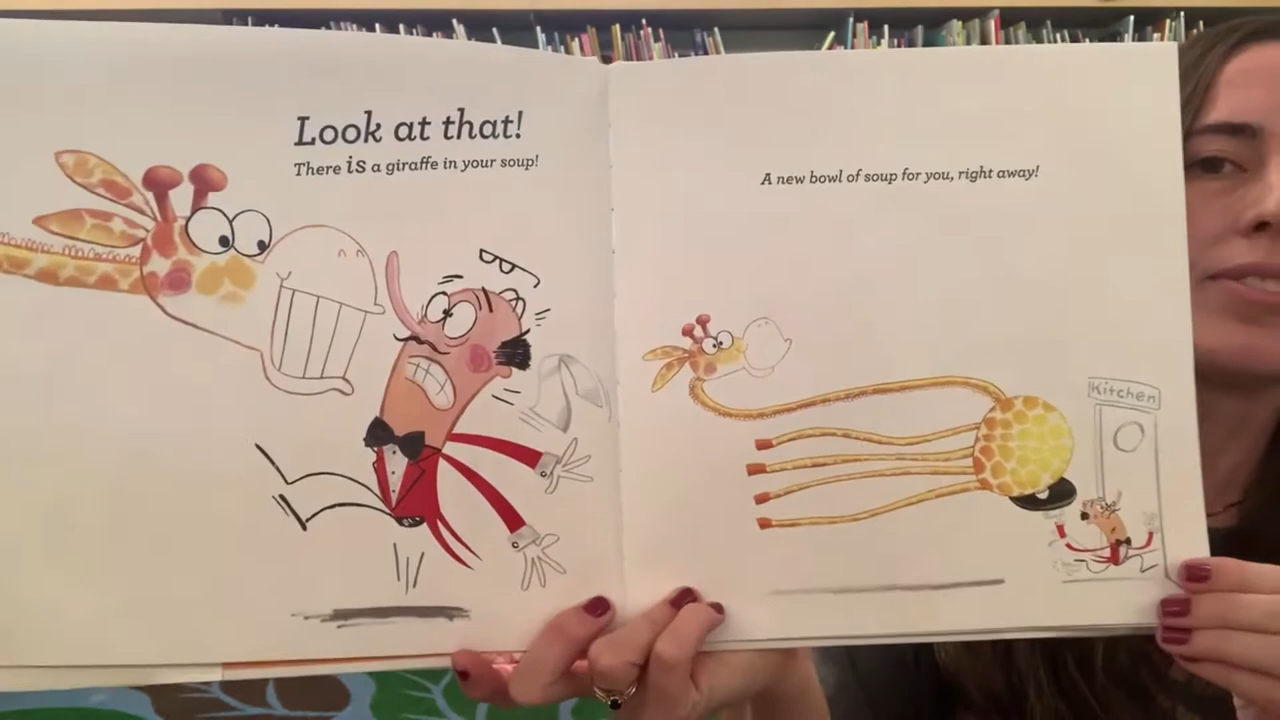 Look at that!
There is a giraffe in your soup!
A new bowl of soup for you, right away!
Kitchen